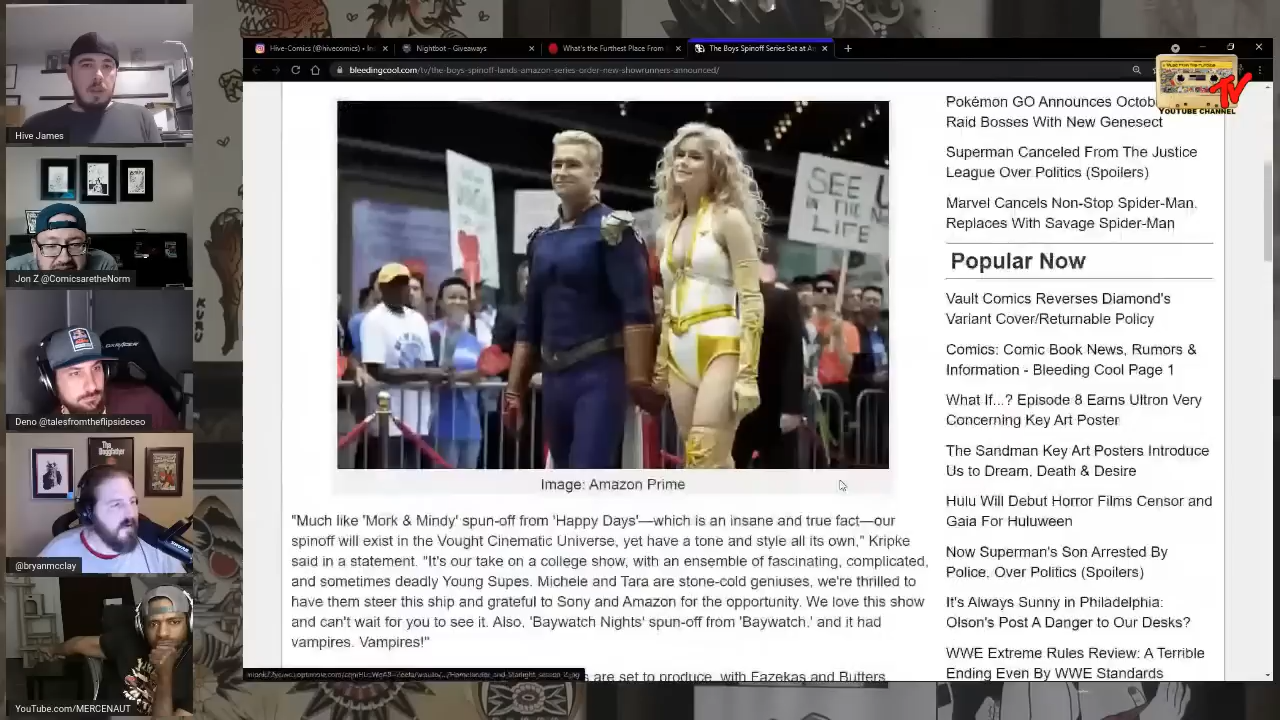 Hive-Comics (@hivecomics) • In
Nightbot - Giveaways
What's the Furthest Place From
The Boys Spinoff Series Set at A
bleedingcool.com/tv/the-boys-spinoff-lands-amazon-series-order-new-showrunners-announced/
TV
YOUTUBE CHANNEL
Hive James
Jon Z @ComicsaretheNorm
Deno @talesfromtheflipsideceo
@bryanmcclay
YouTube.com/MERCENAUT
The Dogfather
DXRACER
KURU
SEE
IN THE
LIFE
Image: Amazon Prime
"Much like 'Mork & Mindy' spun-off from 'Happy Days'—which is an insane and true fact—our
spinoff will exist in the Vought Cinematic Universe, yet have a tone and style all its own," Kripke
said in a statement. "It's our take on a college show, with an ensemble of fascinating, complicated,
and sometimes deadly Young Supes. Michele and Tara are stone-cold geniuses, we're thrilled to
have them steer this ship and grateful to Sony and Amazon for the opportunity. We love this show
and can't wait for you to see it. Also, 'Baywatch Nights' spun-off from 'Baywatch,' and it had
vampires. Vampires!"
are set to produce, with Fazekas and Butters
Pokémon GO Announces Octob
Raid Bosses With New Genesect
Superman Canceled From The Justice
League Over Politics (Spoilers)
Marvel Cancels Non-Stop Spider-Man,
Replaces With Savage Spider-Man
Popular Now
Vault Comics Reverses Diamond's
Variant Cover/Returnable Policy
Comics: Comic Book News, Rumors &
Information - Bleeding Cool Page 1
What If...? Episode 8 Earns Ultron Very
Concerning Key Art Poster
The Sandman Key Art Posters Introduce
Us to Dream, Death & Desire
Hulu Will Debut Horror Films Censor and
Gaia For Huluween
Now Superman's Son Arrested By
Police, Over Politics (Spoilers)
It's Always Sunny in Philadelphia:
Olson's Post A Danger to Our Desks?
WWE Extreme Rules Review: A Terrible
Ending Even By WWE Standards